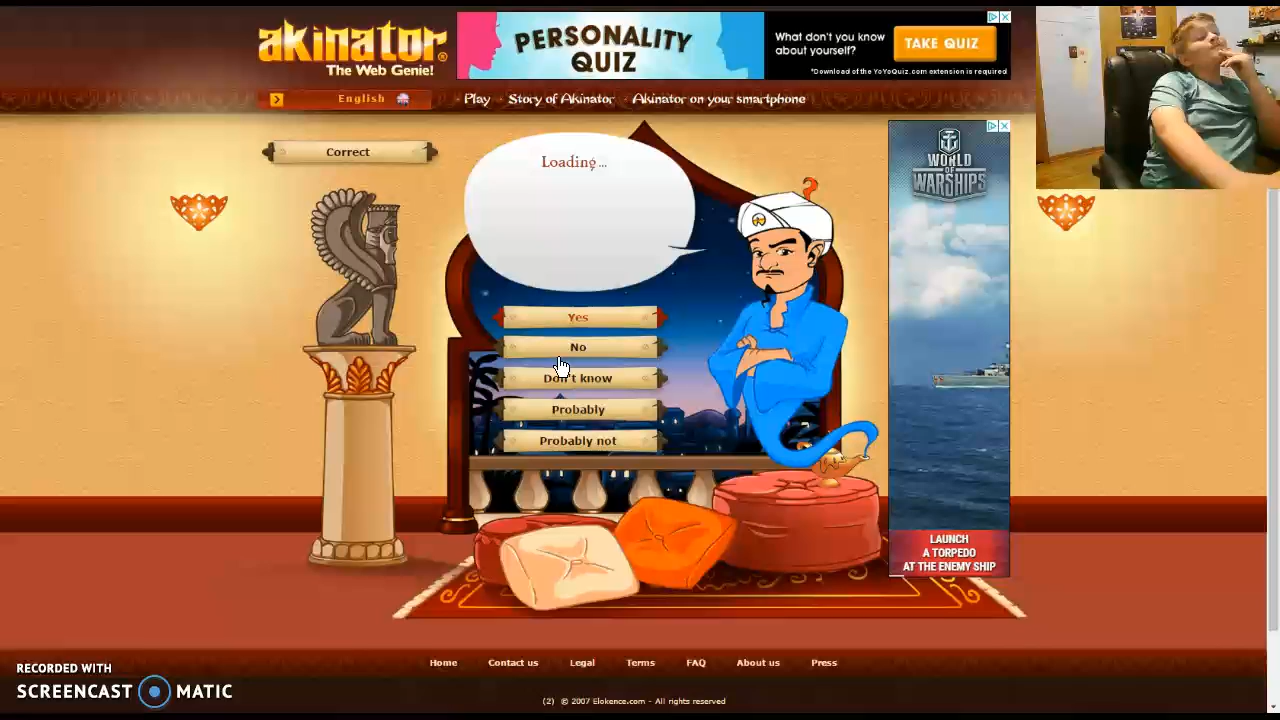 akinator®
The Web Genie!
PERSONALITY
QUIZ
What don't you know
about yourself?
TAKE QUIZ
*Download of the YoYoQuiz.com extension is required
English
Play
Story of Akinator
Akinator on your smartphone
Correct
Loading...
Yes
No
Don't know
Probably
Probably not
WORLD
OF
WARSHIPS
LAUNCH
A TORPEDO
AT THE ENEMY SHIP
Home
Contact us
Legal
Terms
FAQ
About us
Press
(2) © 2007 Elokence.com - All rights reserved
RECORDED WITH
SCREENCAST MATIC